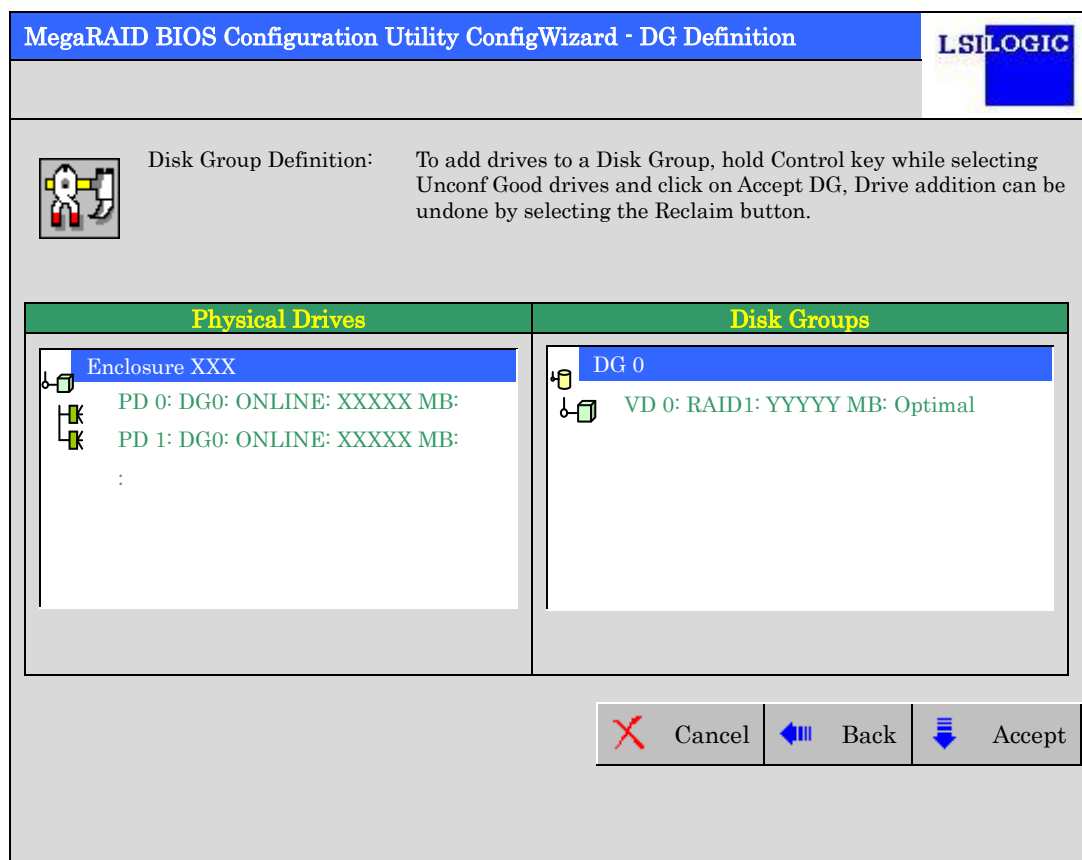 MegaRAID BIOS Configuration Utility ConfigWizard - DG Definition
LSI LOGIC
Disk Group Definition:
To add drives to a Disk Group, hold Control key while selecting
Unconf Good drives and click on Accept DG, Drive addition can be
undone by selecting the Reclaim button.
Physical Drives
Enclosure XXX
PD 0: DG0: ONLINE: XXXXX MB:
PD 1: DG0: ONLINE: XXXXX MB:
:
Disk Groups
DG 0
VD 0: RAID1: YYYYY MB: Optimal
Cancel
Back
Accept